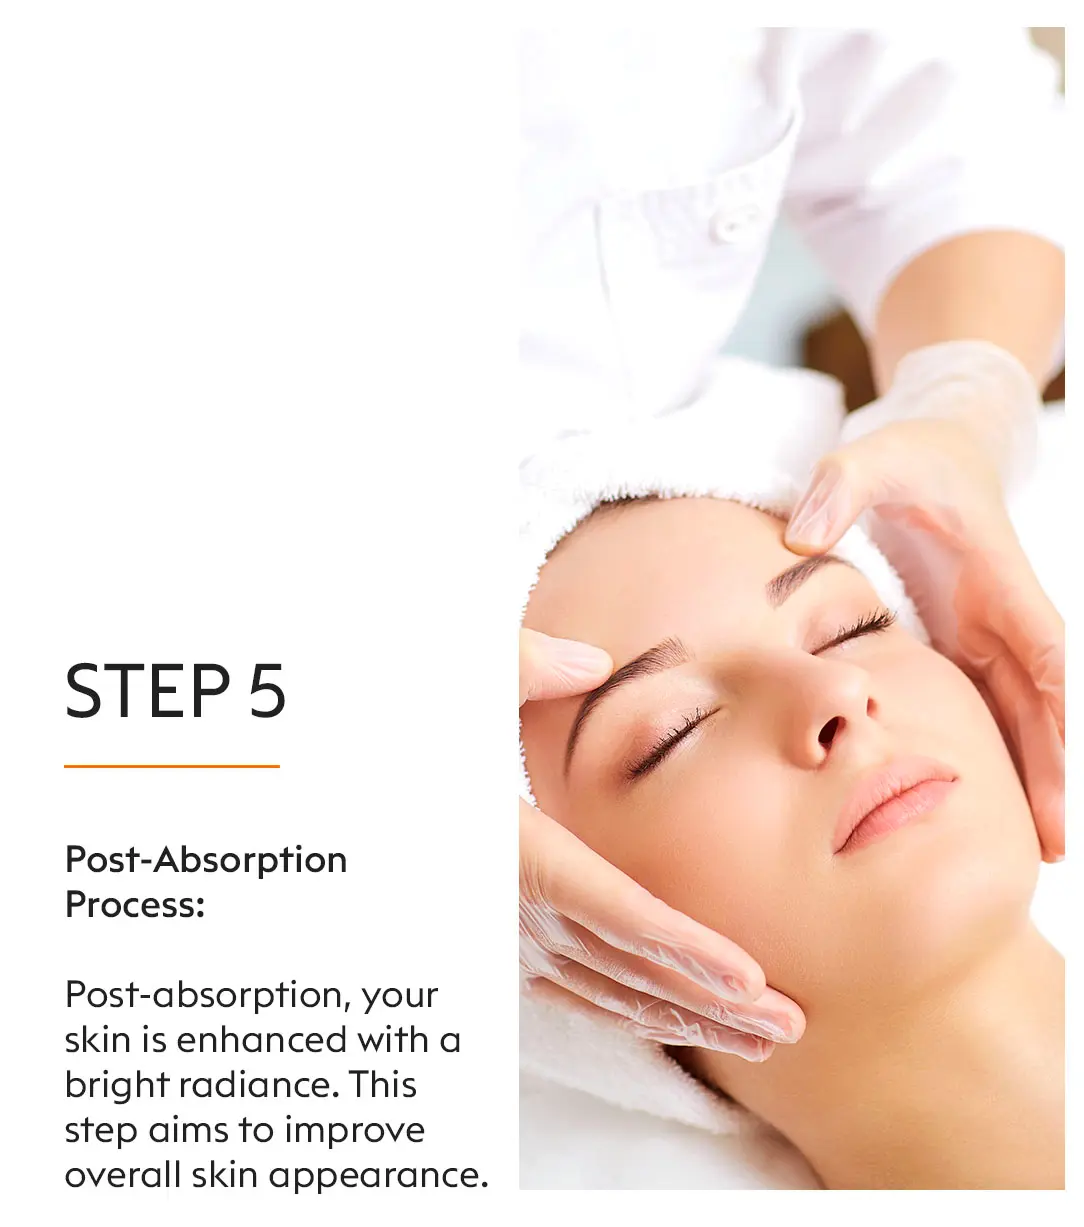 STEP 5
Post-Absorption
Process:
Post-absorption, your
skin is enhanced with a
bright radiance. This
step aims to improve
overall skin appearance.